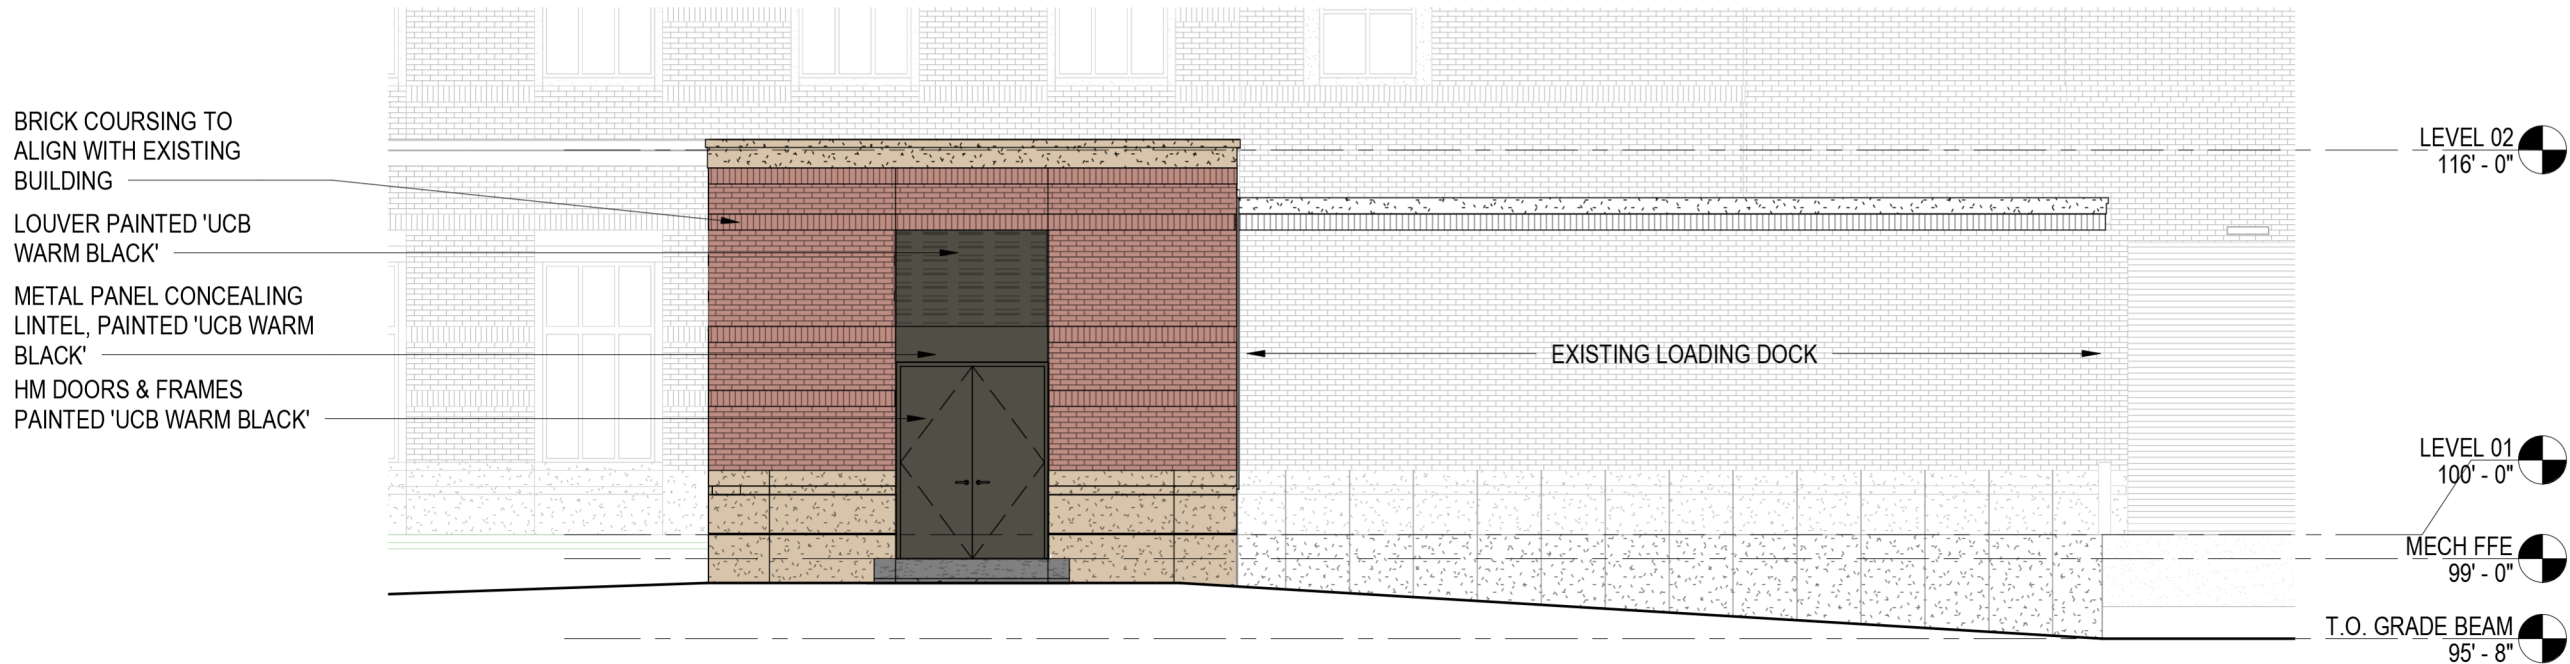 BRICK COURSING TO
ALIGN WITH EXISTING
BUILDING
LOUVER PAINTED 'UCB
WARM BLACK'
METAL PANEL CONCEALING
LINTEL, PAINTED 'UCB WARM
BLACK'
HM DOORS & FRAMES
PAINTED 'UCB WARM BLACK'
EXISTING LOADING DOCK
LEVEL 02
116' - 0"
LEVEL 01
100' - 0"
MECH FFE
99' - 0"
T.O. GRADE BEAM
95' - 8"